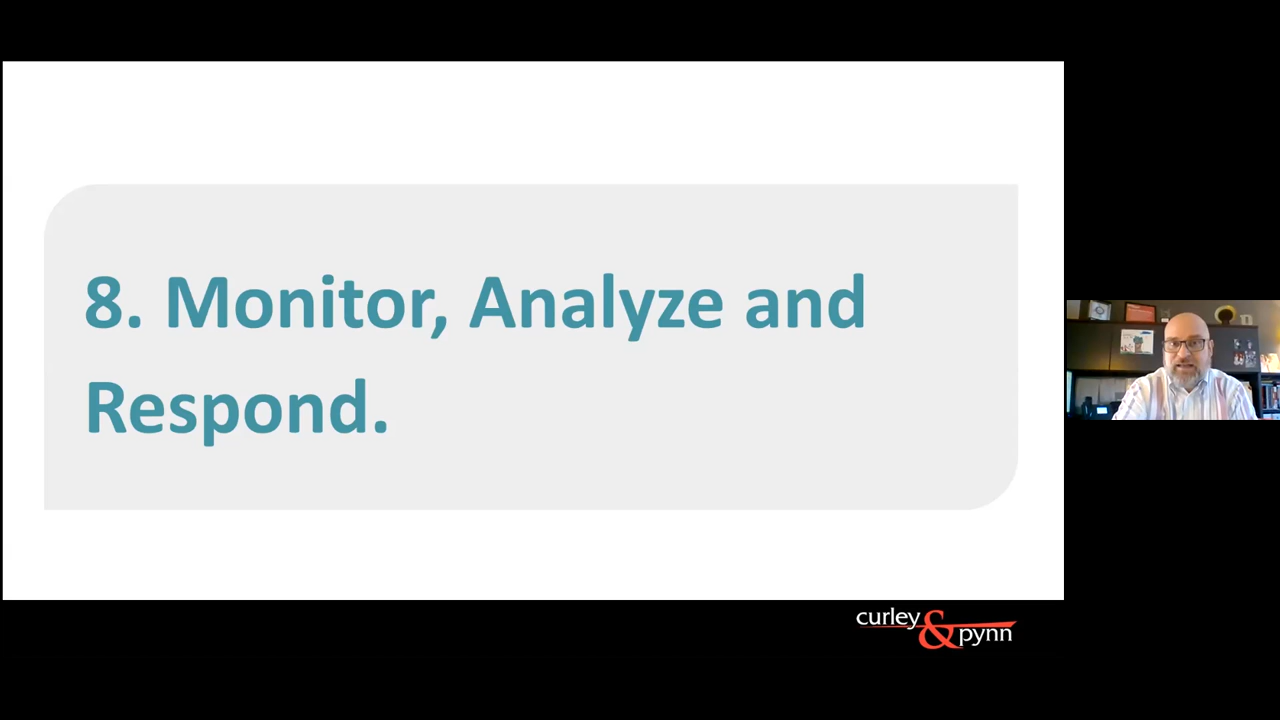 8. Monitor, Analyze and
Respond.
curley & pynn